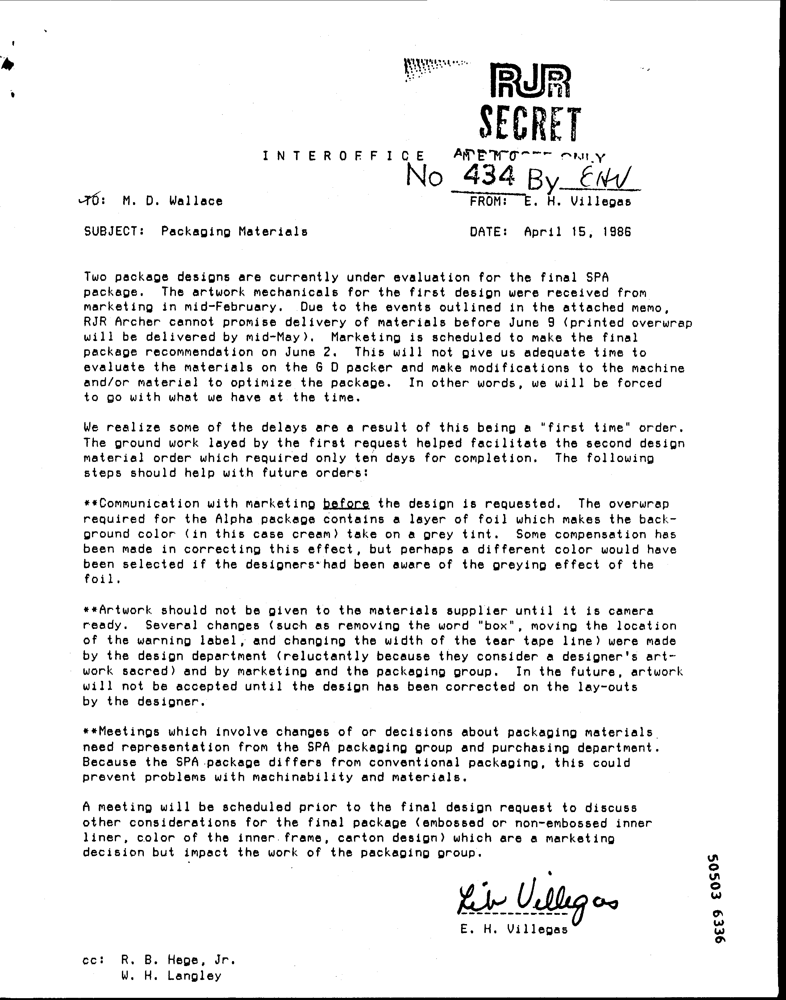 RJR
SECRET
INTEROFFICE
No 434 By EHV
TO: M. D. Wallace
FROM: E. H. Villegas
SUBJECT: Packaging Materials
DATE: April 15, 1986
Two package designs are currently under evaluation for the final SPA
package. The artwork mechanicals for the first design were received from
marketing in mid-February. Due to the events outlined in the attached memo,
RJR Archer cannot promise delivery of materials before June 9 (printed overwrap
will be delivered by mid-May). Marketing is scheduled to make the final
package recommendation on June 2. This will not give us adequate time to
evaluate the materials on the G D packer and make modifications to the machine
and/or material to optimize the package. In other words, we will be forced
to go with what we have at the time.
We realize some of the delays are a result of this being a "first time" order.
The ground work layed by the first request helped facilitate the second design
material order which required only ten days for completion. The following
steps should help with future orders:
**Communication with marketing before the design is requested. The overwrap
required for the Alpha package contains a layer of foil which makes the back-
ground color (in this case cream) take on a grey tint. Some compensation has
been made in correcting this effect, but perhaps a different color would have
been selected if the designers had been aware of the greying effect of the
foil.
**Artwork should not be given to the materials supplier until it is camera
ready. Several changes (such as removing the word "box", moving the location
of the warning label, and changing the width of the tear tape line) were made
by the design department (reluctantly because they consider a designer's art-
work sacred) and by marketing and the packaging group. In the future, artwork
will not be accepted until the design has been corrected on the lay-outs
by the designer.
**Meetings which involve changes of or decisions about packaging materials
need representation from the SPA packaging group and purchasing department.
Because the SPA package differs from conventional packaging, this could
prevent problems with machinability and materials.
A meeting will be scheduled prior to the final design request to discuss
other considerations for the final package (embossed or non-embossed inner
liner, color of the inner frame, carton design) which are a marketing
decision but impact the work of the packaging group.
Lib Villegas
E. H. Villegas
cc: R. B. Hege, Jr.
W. H. Langley
50503 6336